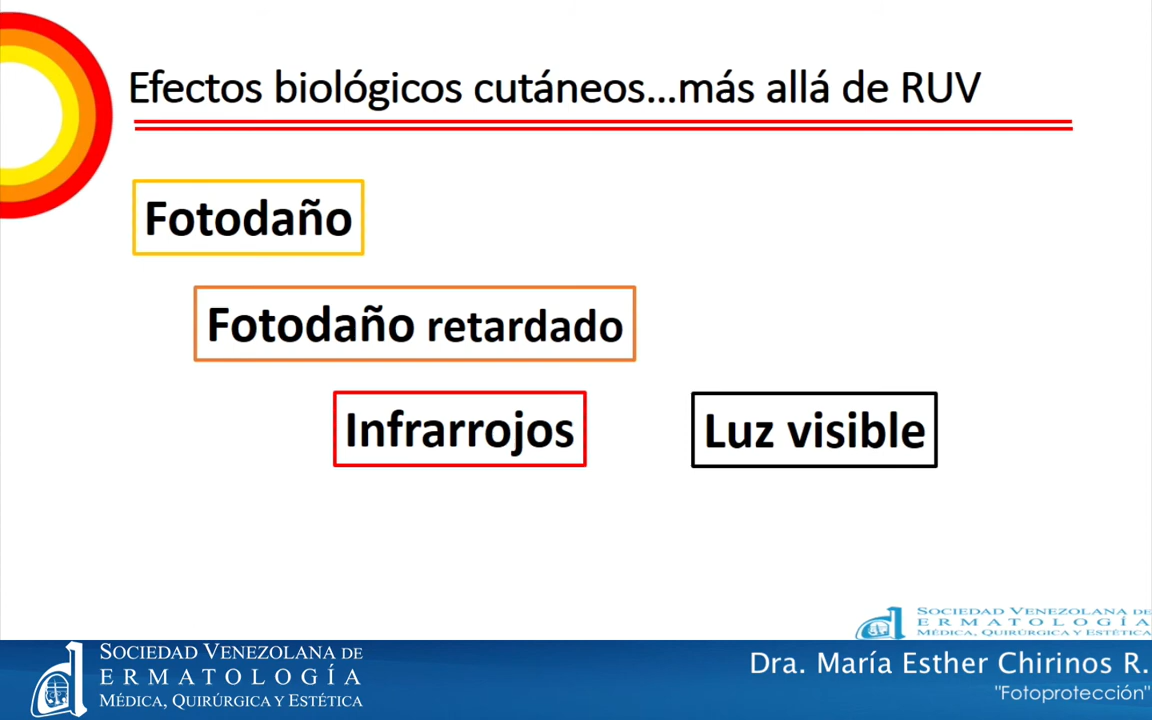 Efectos biológicos cutáneos...más allá de RUV
Fotodaño
Fotodaño retardado
Infrarrojos
Luz visible
SOCIEDAD VENEZOLANA DE
ERMATOLOGÍA
MÉDICA, QUIRÚRGICA Y ESTÉTICA
SOCIEDAD VENEZOLANA DE
ERMATOLOGÍA
MÉDICA, QUIRÚRGICA Y ESTÉTICA
Dra. María Esther Chirinos R.
"Fotoprotección"